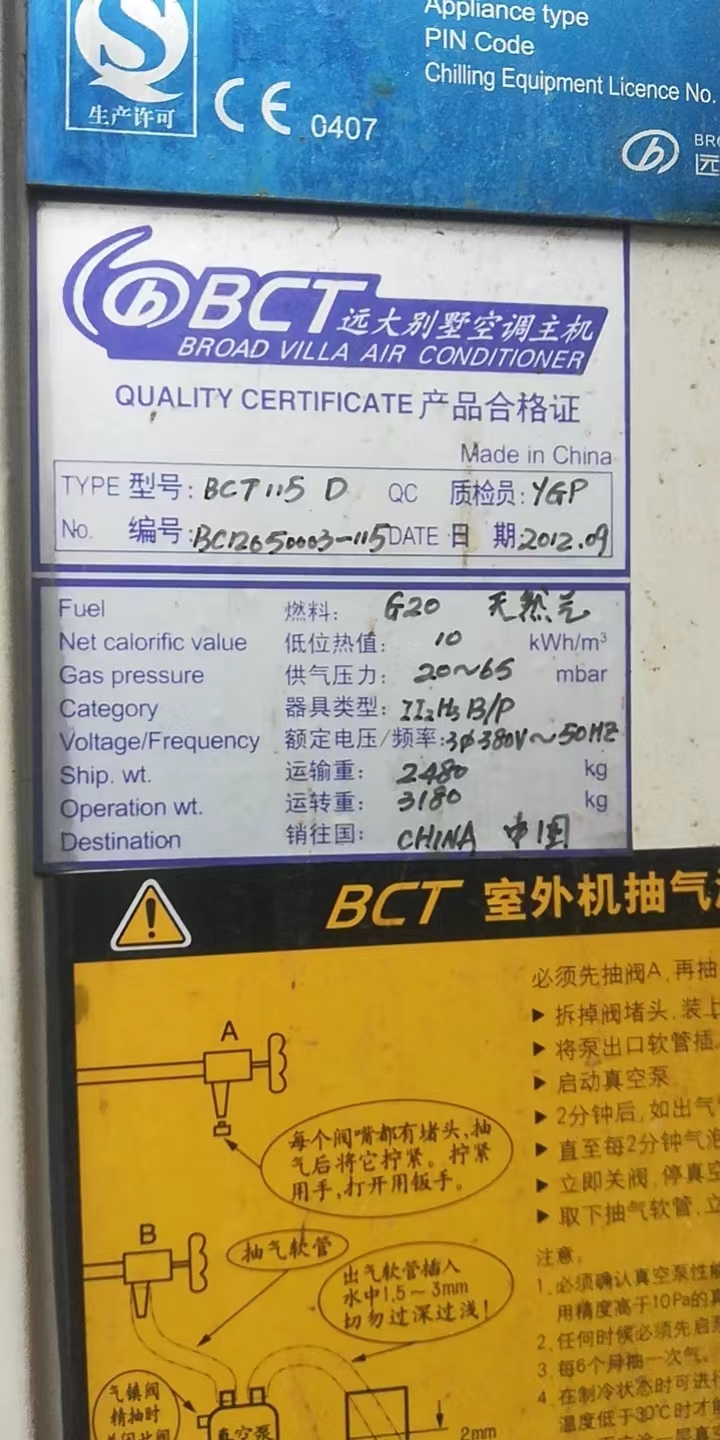 Appliance type
PIN Code
Chilling Equipment Licence No.
生产许可
CE 0407
BCT 远大别墅空调主机
BROAD VILLA AIR CONDITIONER
QUALITY CERTIFICATE 产品合格证
Made in China
TYPE 型号: BCT115 D QC 质检员: YGP
No. 编号: BC12650003-115 DATE 日 期: 2012.09
Fuel 燃料: G20 天然气
Net calorific value 低位热值: 10 kWh/m³
Gas pressure 供气压力: 20~65 mbar
Category 器具类型: II₂H₃B/P
Voltage/Frequency 额定电压/频率: 3φ380V~50HZ
Ship. wt. 运输重: 2480 kg
Operation wt. 运转重: 3180 kg
Destination 销往国: CHINA 中国
BCT 室外机抽气
必须先抽阀A,再抽
▶ 拆掉阀堵头,装上
▶ 将泵出口软管插
▶ 启动真空泵
▶ 2分钟后,如出气
▶ 直至每2分钟气泡
▶ 立即关阀,停真空
▶ 取下抽气软管,立
A
每个阀嘴都有堵头,抽
气后将它拧紧。拧紧
用手,打开用钣手。
B
抽气软管
出气软管插入
水中1.5~3mm
切勿过深过浅!
注意:
1. 必须确认真空泵性能
用精度高于10Pa的真
2. 任何时候必须先启
3. 每6个月抽一次气。
4. 在制冷状态时可进行
温度低于30℃时才能
气镇阀
精抽时
真空泵
2mm